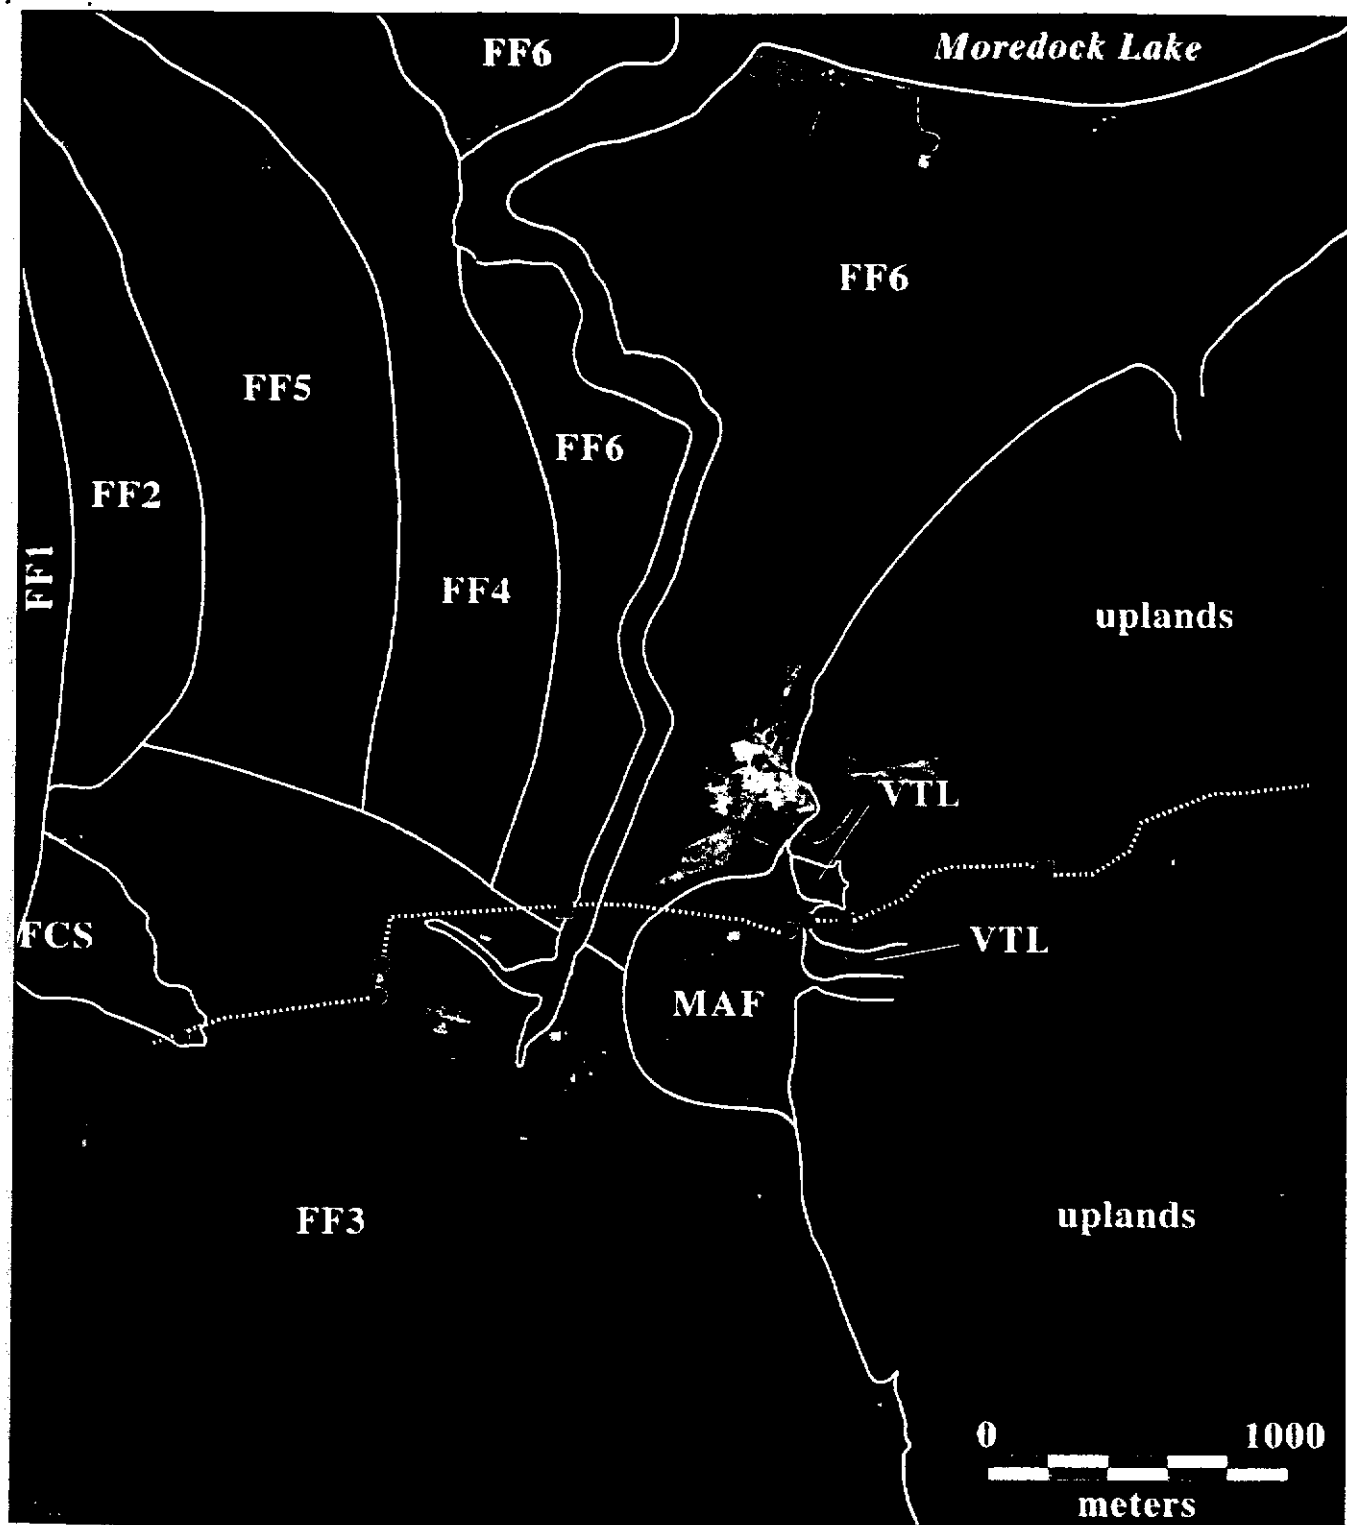 FF6
Moredock Lake
FF6
FF5
FF6
FF2
FF1
FF4
uplands
VTL
FCS
VTL
MAF
FF3
uplands
0 1000
meters